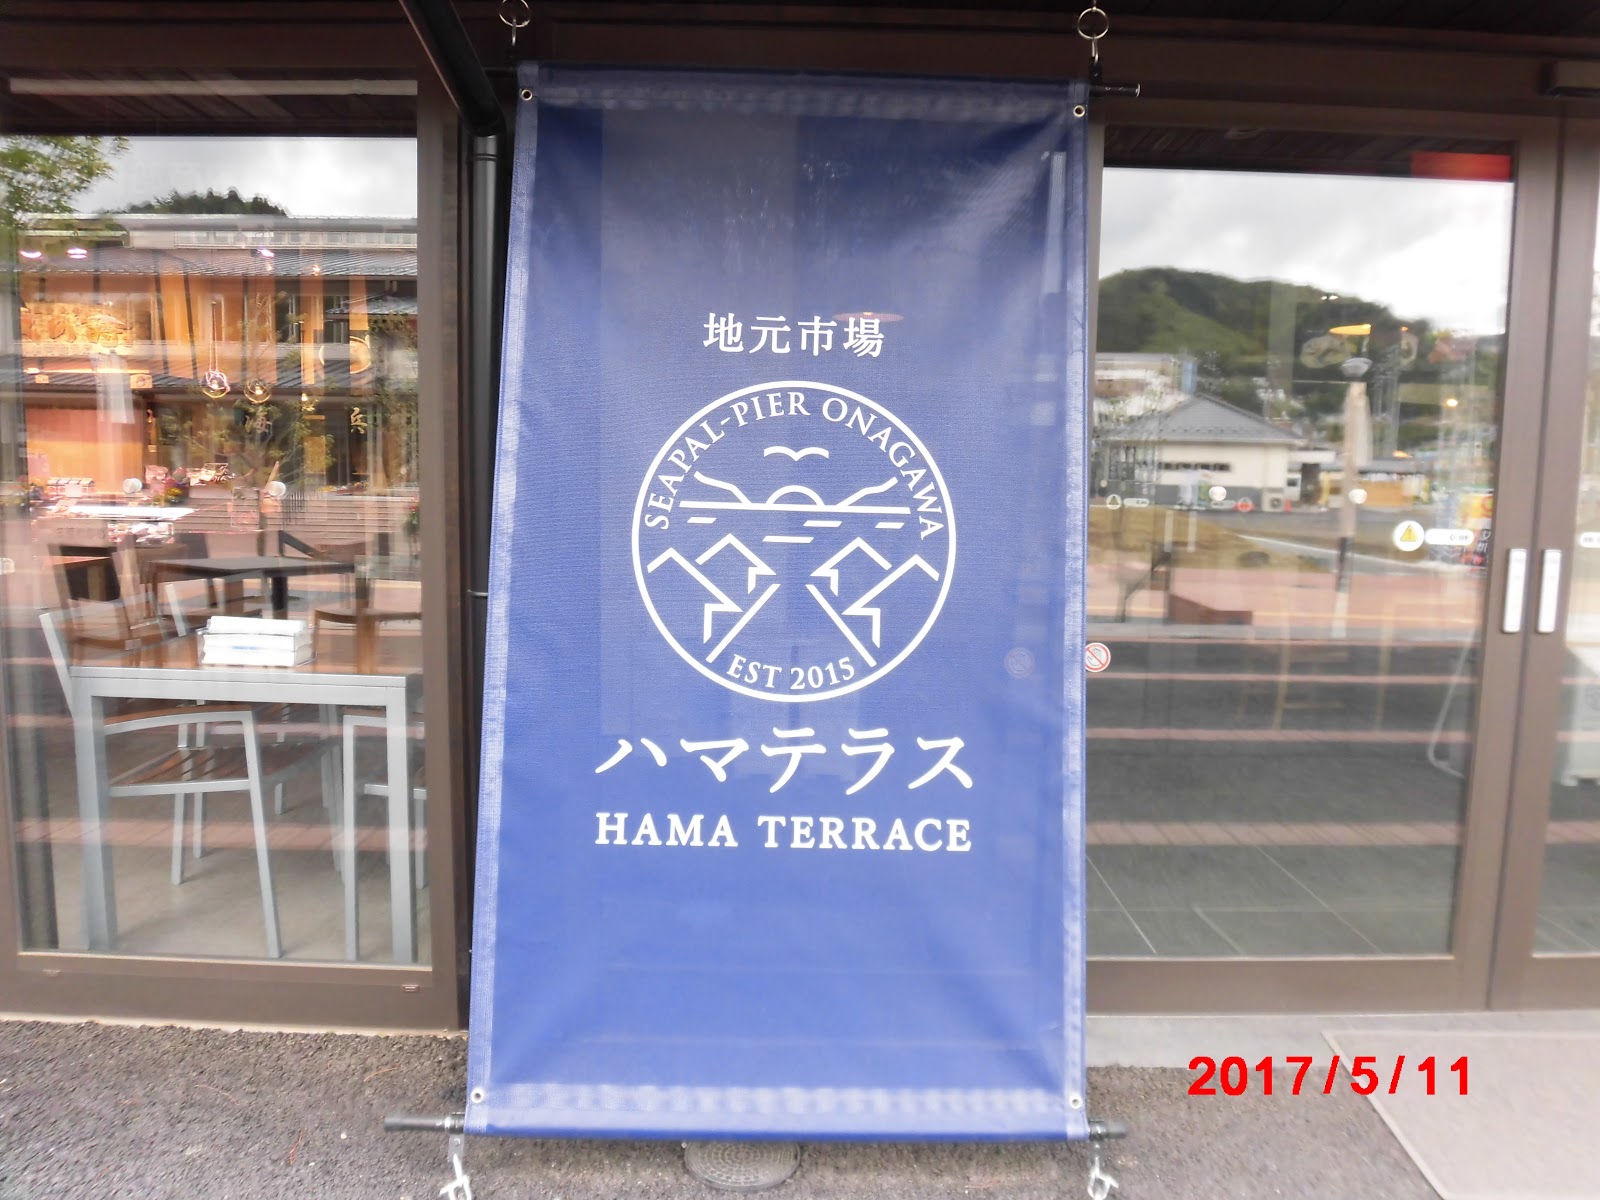 地元市場
SEAPAL-PIER ONAGAWA
EST 2015
ハマテラス
HAMA TERRACE
2017/5/11